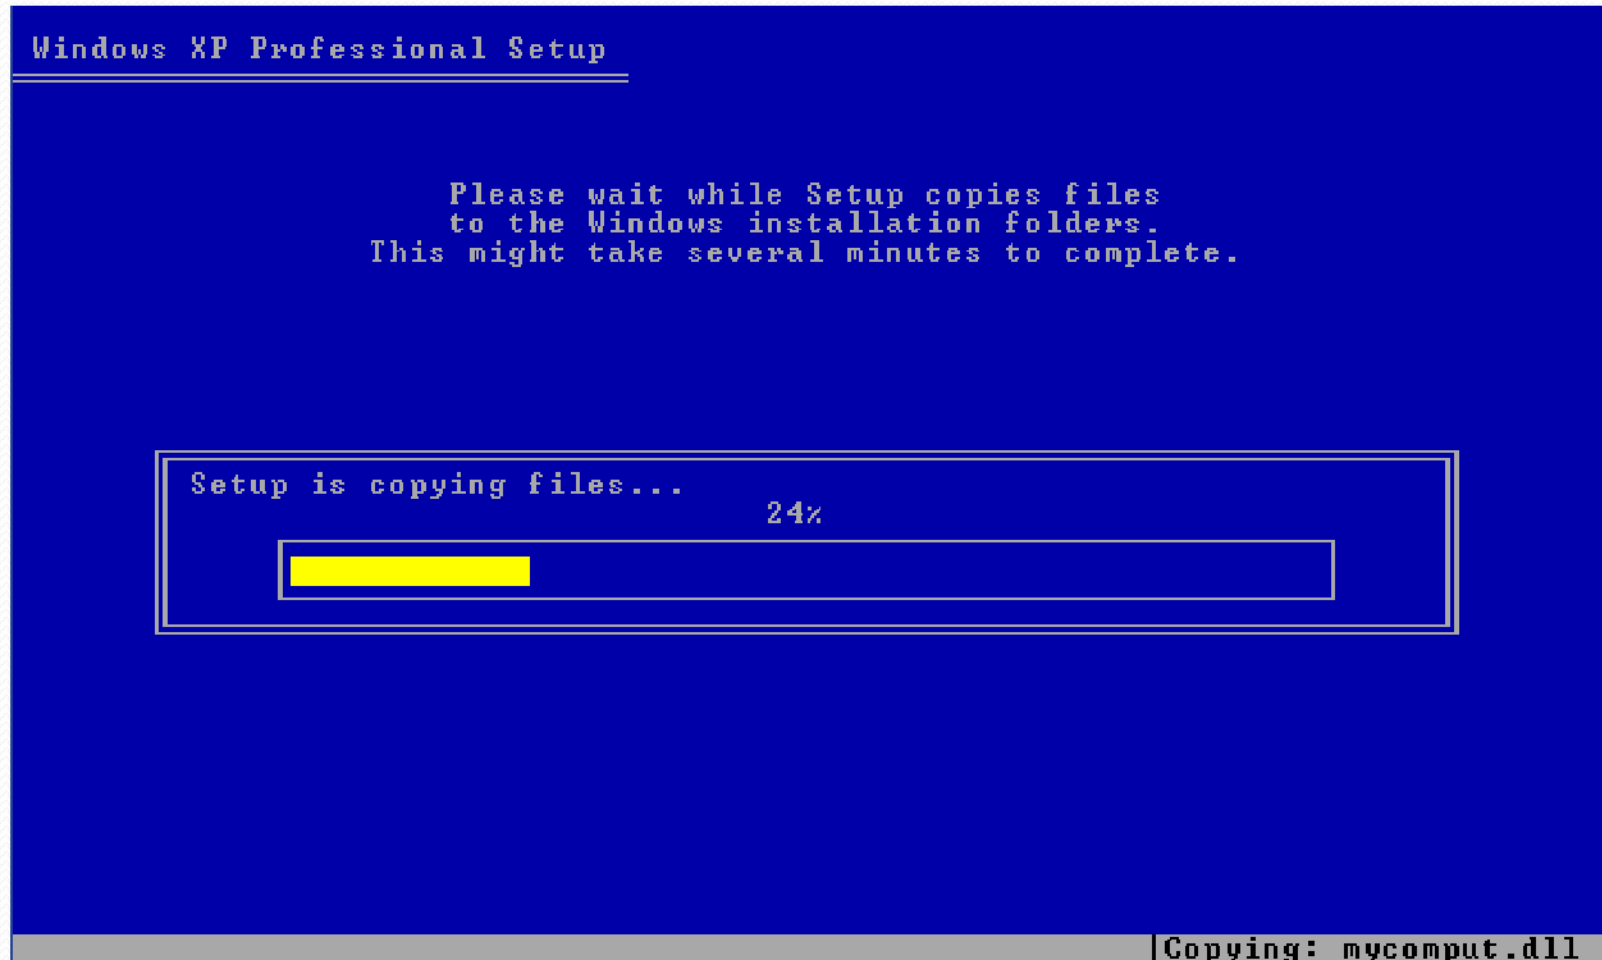 Windows XP Professional Setup
Please wait while Setup copies files
to the Windows installation folders.
This might take several minutes to complete.
Setup is copying files...
24%
|Copying: mycomput.dll